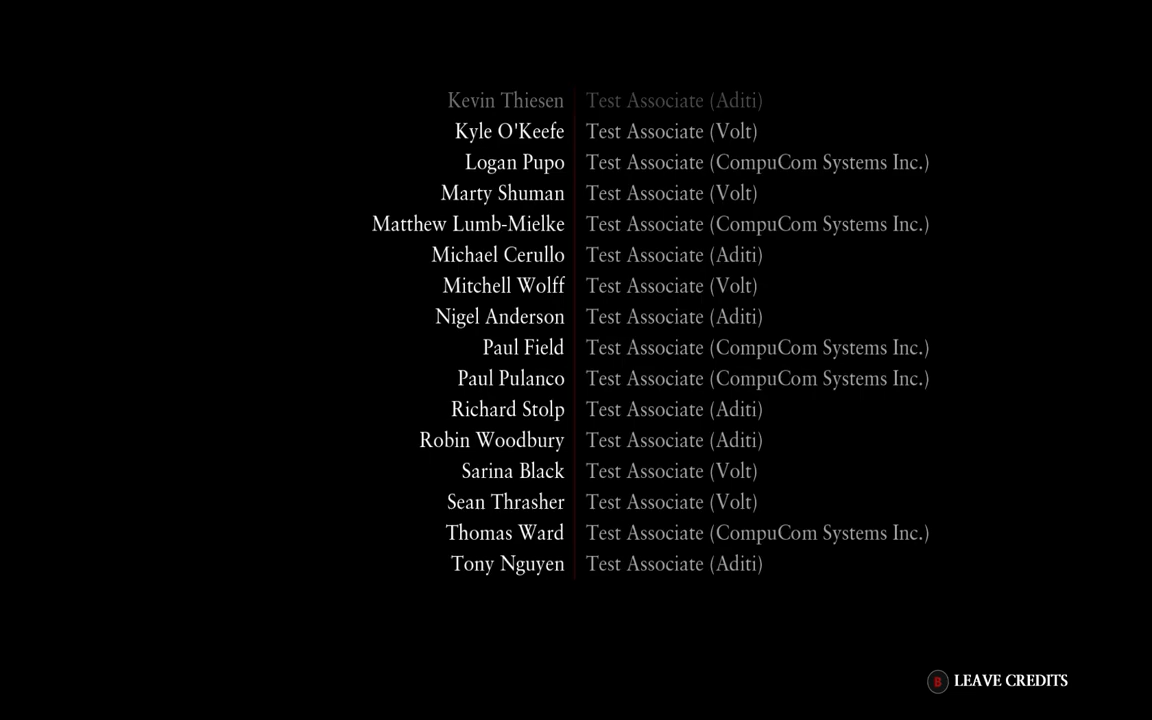 Kevin Thiesen Test Associate (Aditi)
Kyle O'Keefe Test Associate (Volt)
Logan Pupo Test Associate (CompuCom Systems Inc.)
Marty Shuman Test Associate (Volt)
Matthew Lumb-Mielke Test Associate (CompuCom Systems Inc.)
Michael Cerullo Test Associate (Aditi)
Mitchell Wolff Test Associate (Volt)
Nigel Anderson Test Associate (Aditi)
Paul Field Test Associate (CompuCom Systems Inc.)
Paul Pulanco Test Associate (CompuCom Systems Inc.)
Richard Stolp Test Associate (Aditi)
Robin Woodbury Test Associate (Aditi)
Sarina Black Test Associate (Volt)
Sean Thrasher Test Associate (Volt)
Thomas Ward Test Associate (CompuCom Systems Inc.)
Tony Nguyen Test Associate (Aditi)
B LEAVE CREDITS